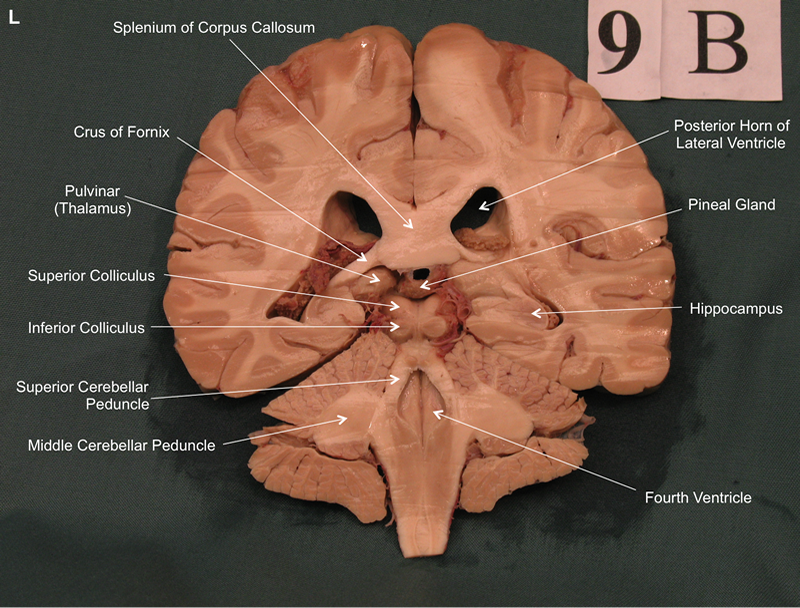 L
9 B
Splenium of Corpus Callosum
Crus of Fornix
Posterior Horn of
Lateral Ventricle
Pulvinar
(Thalamus)
Pineal Gland
Superior Colliculus
Hippocampus
Inferior Colliculus
Superior Cerebellar
Peduncle
Middle Cerebellar Peduncle
Fourth Ventricle